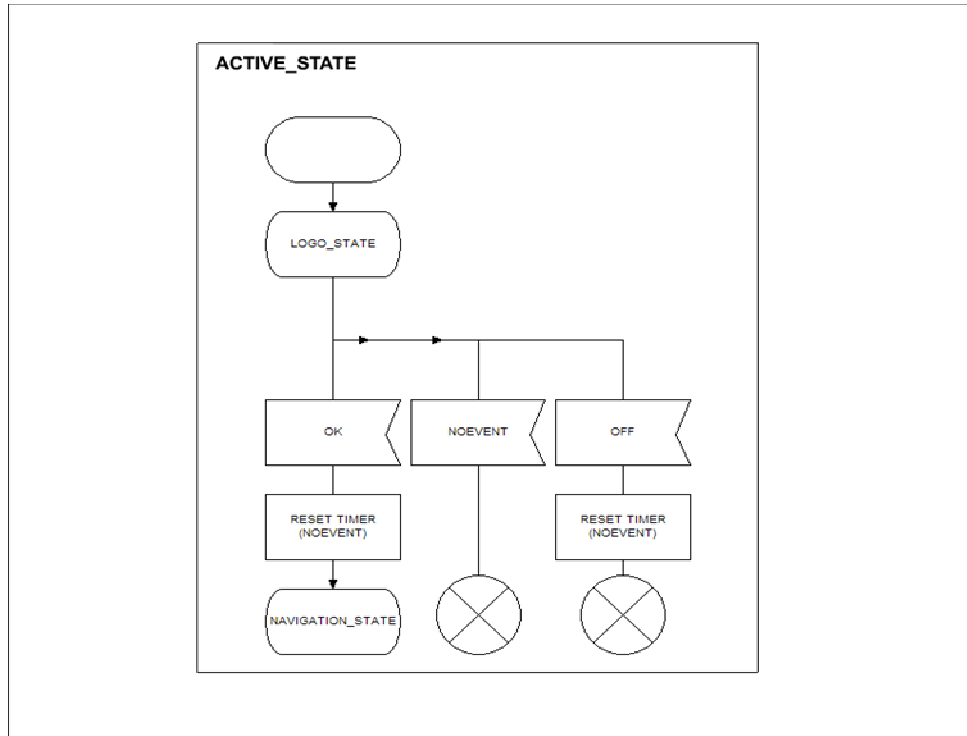 ACTIVE_STATE
LOGO_STATE
OK
NOEVENT
OFF
RESET TIMER
(NOEVENT)
RESET TIMER
(NOEVENT)
NAVIGATION_STATE